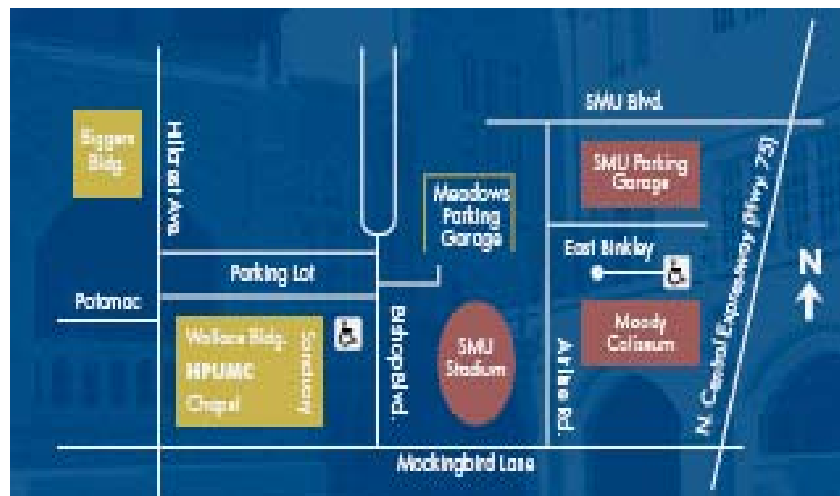 SMU Blvd.
Biggers
Bldg.
Hilcrest Ave.
SMU Parking
Garage
Meadows
Parking
Garage
East Binkley
Parking Lot
Potomac
N
N. Central Expressway (Hwy. 75)
Wallace Bldg.
HPUMC
Chapel
Sanctuary
Bishop Blvd.
SMU
Stadium
Airline Rd.
Moody
Coliseum
Mockingbird Lane